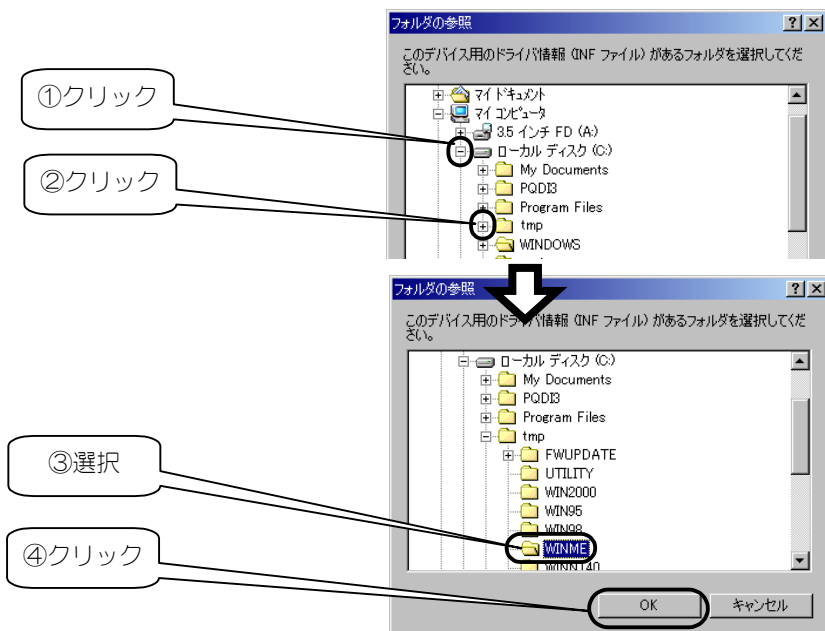 フォルダの参照
このデバイス用のドライバ情報 (INF ファイル) があるフォルダを選択してくだ
さい。
①クリック
マイ ドキュメント
マイ コンピュータ
3.5 インチ FD (A:)
ローカル ディスク (C:)
My Documents
②クリック
PQDI3
Program Files
tmp
WINDOWS
フォルダの参照
このデバイス用のドライバ情報 (INF ファイル) があるフォルダを選択してくだ
さい。
ローカル ディスク (C:)
My Documents
PQDI3
Program Files
tmp
③選択
FWUPDATE
UTILITY
WIN2000
WIN95
WIN98
WINME
WINNT40
④クリック
OK
キャンセル